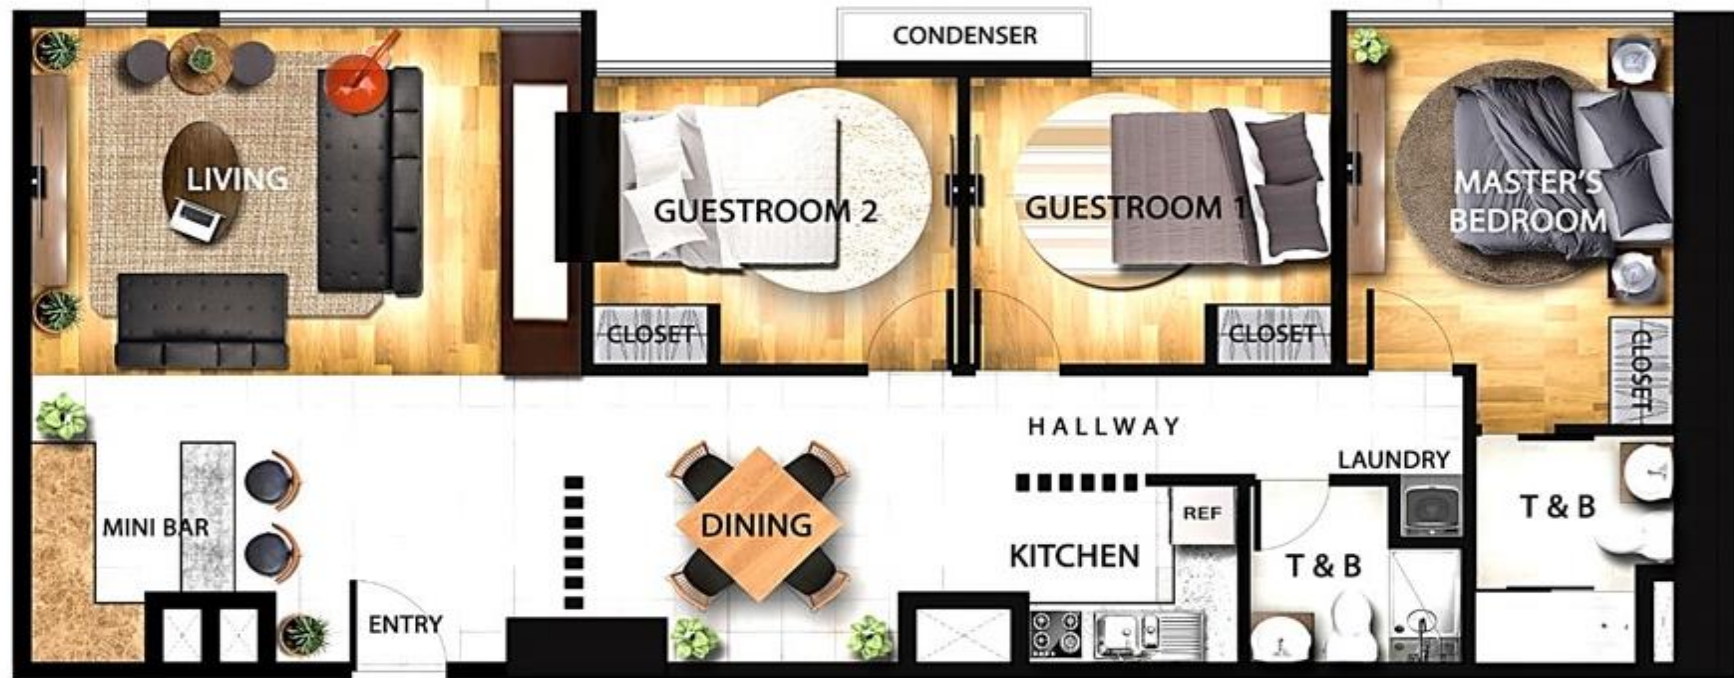 CONDENSER
LIVING
GUESTROOM 2
GUESTROOM 1
MASTER'S
BEDROOM
CLOSET
CLOSET
CLOSET
HALLWAY
LAUNDRY
MINI BAR
DINING
REF
T & B
KITCHEN
T & B
ENTRY